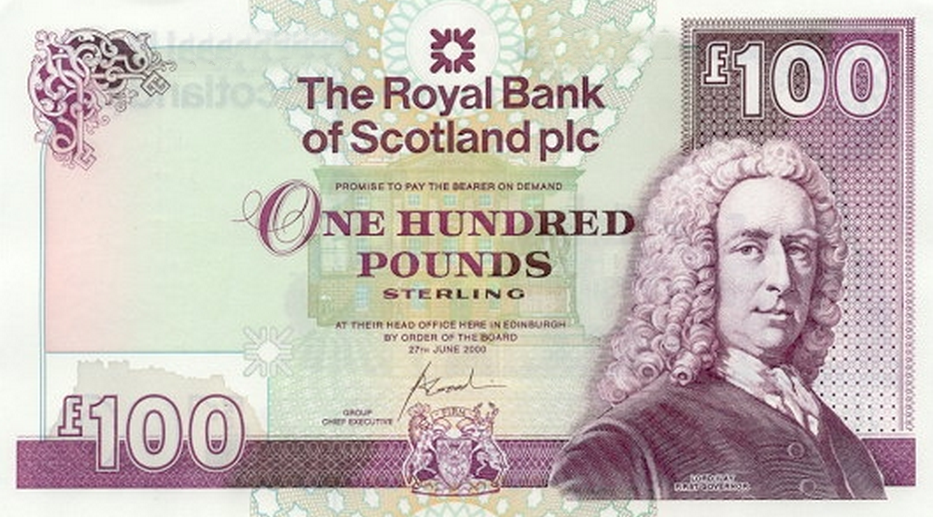 The Royal Bank
of Scotland plc
£100
PROMISE TO PAY THE BEARER ON DEMAND
ONE HUNDRED
POUNDS
STERLING
AT THEIR HEAD OFFICE HERE IN EDINBURGH
BY ORDER OF THE BOARD
27TH JUNE 2000
GROUP
CHIEF EXECUTIVE
FIRM
£100
LORD ILAY
FIRST GOVERNOR